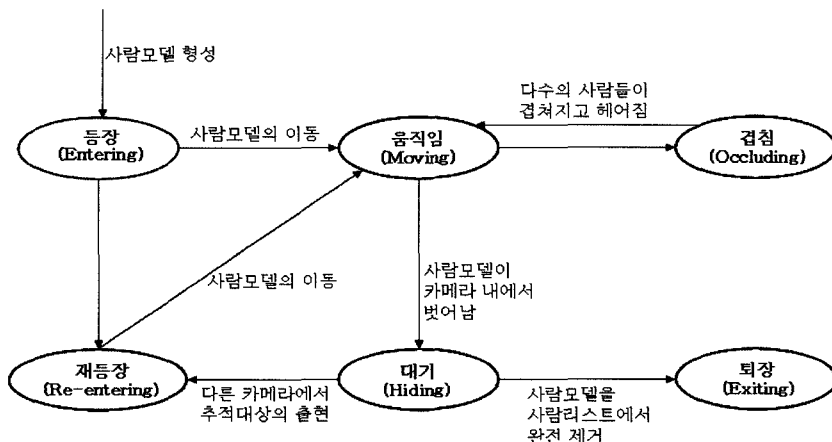 사람모델 형성
다수의 사람들이
겹쳐지고 헤어짐
등장
(Entering)
사람모델의 이동
움직임
(Moving)
겹침
(Occluding)
사람모델의 이동
사람모델이
카메라 내에서
벗어남
재등장
(Re-entering)
다른 카메라에서
추적대상의 출현
대기
(Hiding)
사람모델을
사람리스트에서
완전 제거
퇴장
(Exiting)